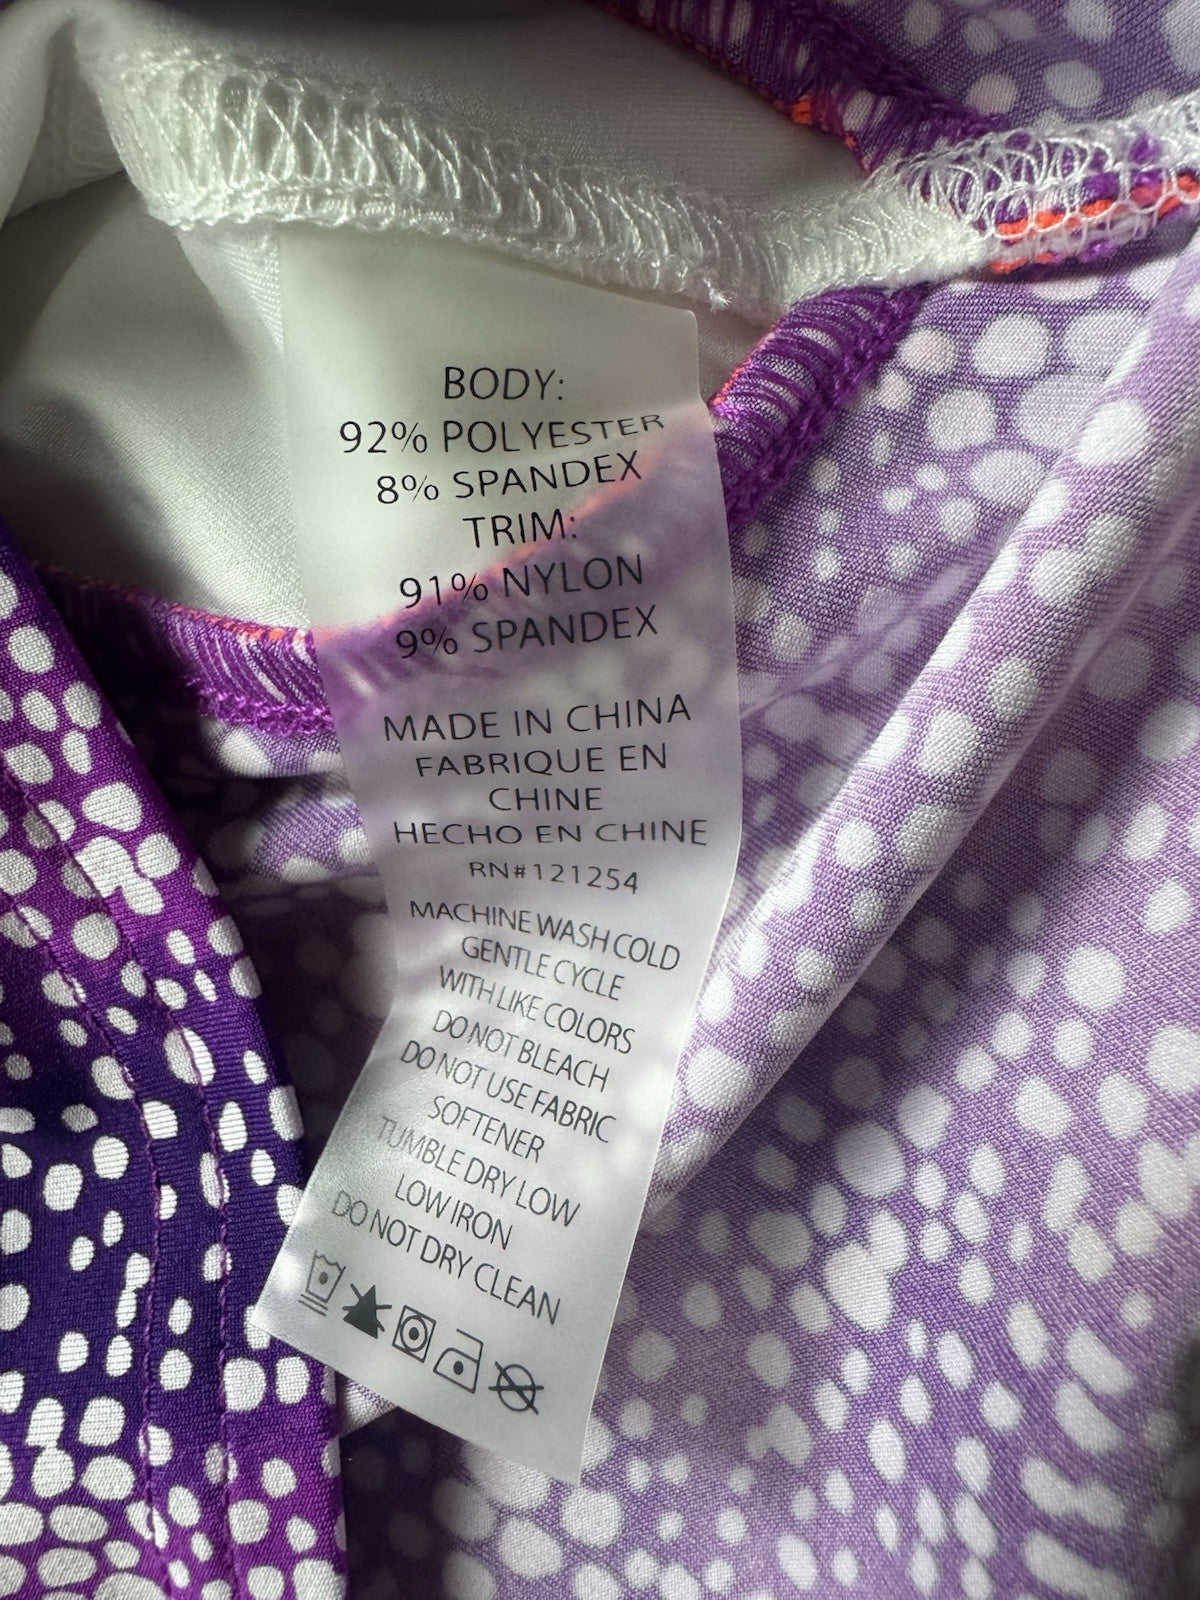 BODY:
92% POLYESTER
8% SPANDEX
TRIM:
91% NYLON
9% SPANDEX
MADE IN CHINA
FABRIQUE EN
CHINE
HECHO EN CHINE
RN#121254
MACHINE WASH COLD
GENTLE CYCLE
WITH LIKE COLORS
DO NOT BLEACH
DO NOT USE FABRIC
SOFTENER
TUMBLE DRY LOW
LOW IRON
DO NOT DRY CLEAN